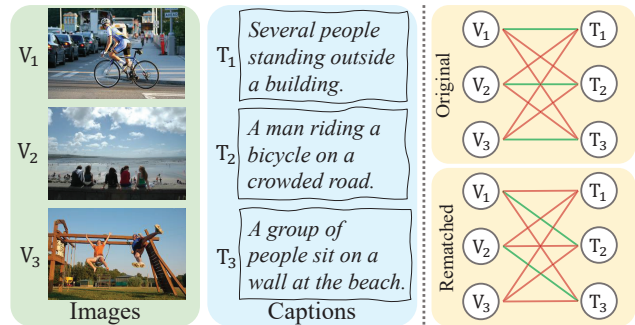 V1
V2
V3
Images
T1
Several people
standing outside
a building.
T2
A man riding a
bicycle on a
crowded road.
T3
A group of
people sit on a
wall at the beach.
Captions
Original
V1 T1
V2 T2
V3 T3
Rematched
V1 T1
V2 T2
V3 T3